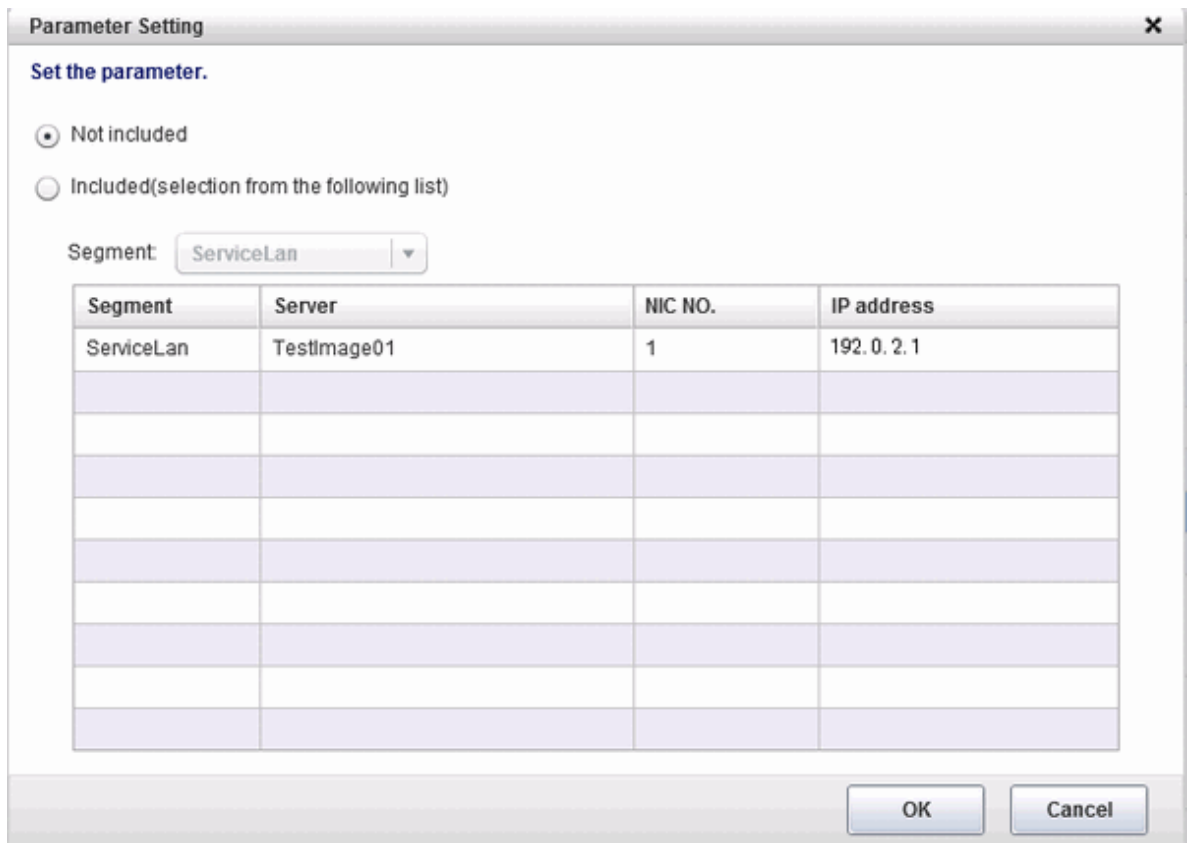 Parameter Setting
Set the parameter.
Not included
Included(selection from the following list)
Segment: ServiceLan
Segment Server NIC NO. IP address
ServiceLan TestImage01 1 192.0.2.1
OK Cancel